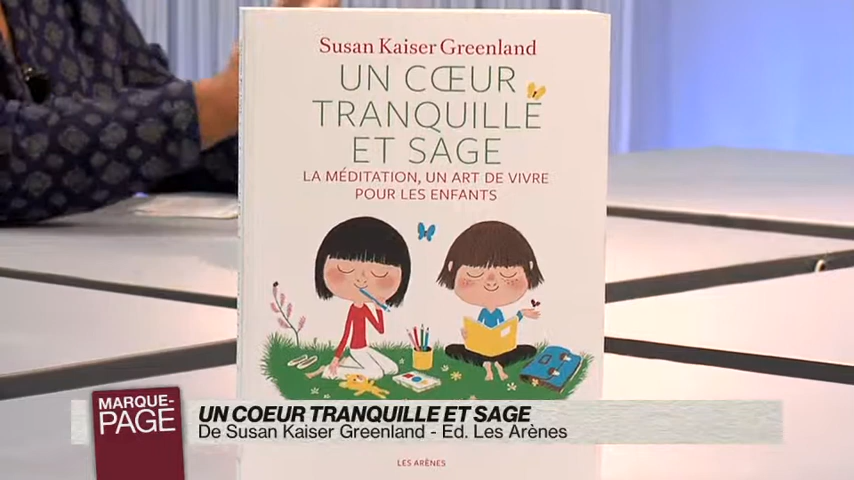 Susan Kaiser Greenland
UN CŒUR
TRANQUILLE
ET SAGE
LA MÉDITATION, UN ART DE VIVRE
POUR LES ENFANTS
MARQUE-
PAGE
UN COEUR TRANQUILLE ET SAGE
De Susan Kaiser Greenland - Ed. Les Arènes
LES ARÈNES